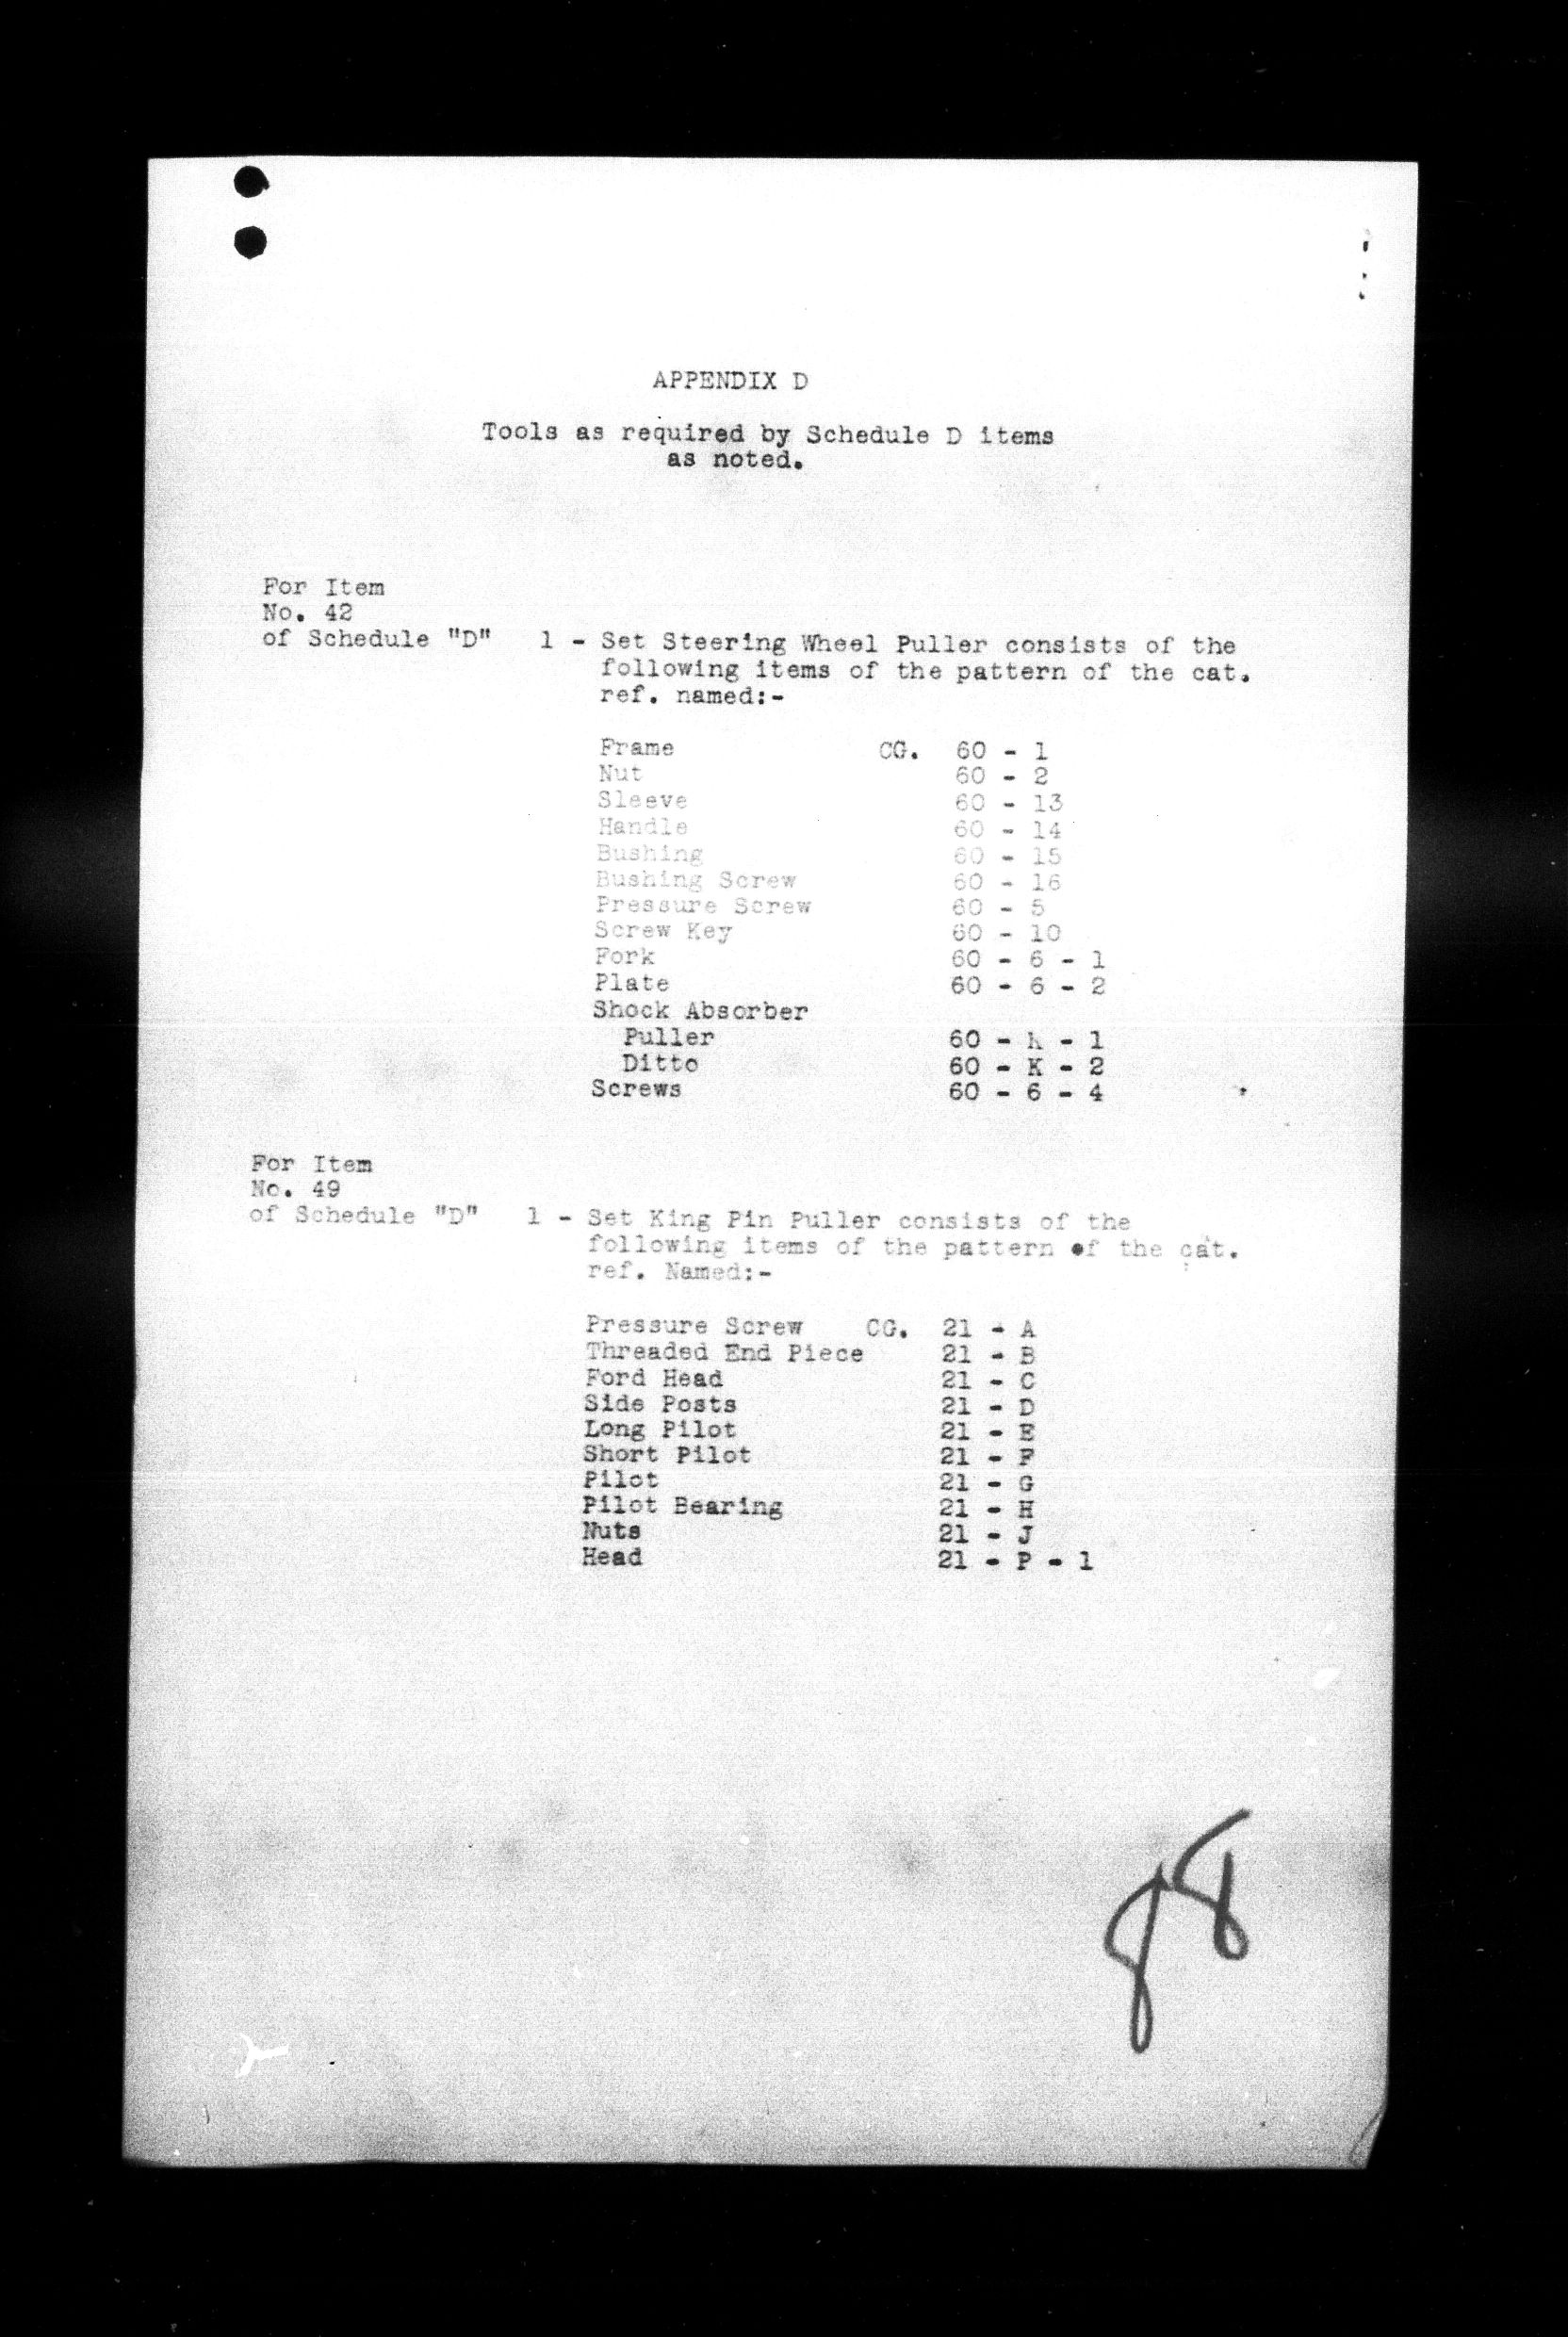 APPENDIX D
Tools as required by Schedule D items
as noted.
For Item
No. 42
of Schedule "D" 1 - Set Steering Wheel Puller consists of the
following items of the pattern of the cat.
ref. named:-
Frame CG. 60 - 1
Nut 60 - 2
Sleeve 60 - 13
Handle 60 - 14
Bushing 60 - 15
Bushing Screw 60 - 16
Pressure Screw 60 - 5
Screw Key 60 - 10
Fork 60 - 6 - 1
Plate 60 - 6 - 2
Shock Absorber
Puller 60 - K - 1
Ditto 60 - K - 2
Screws 60 - 6 - 4
For Item
No. 49
of Schedule "D" 1 - Set King Pin Puller consists of the
following items of the pattern of the cat.
ref. Named:-
Pressure Screw CG. 21 - A
Threaded End Piece 21 - B
Ford Head 21 - C
Side Posts 21 - D
Long Pilot 21 - E
Short Pilot 21 - F
Pilot 21 - G
Pilot Bearing 21 - H
Nuts 21 - J
Head 21 - P - 1